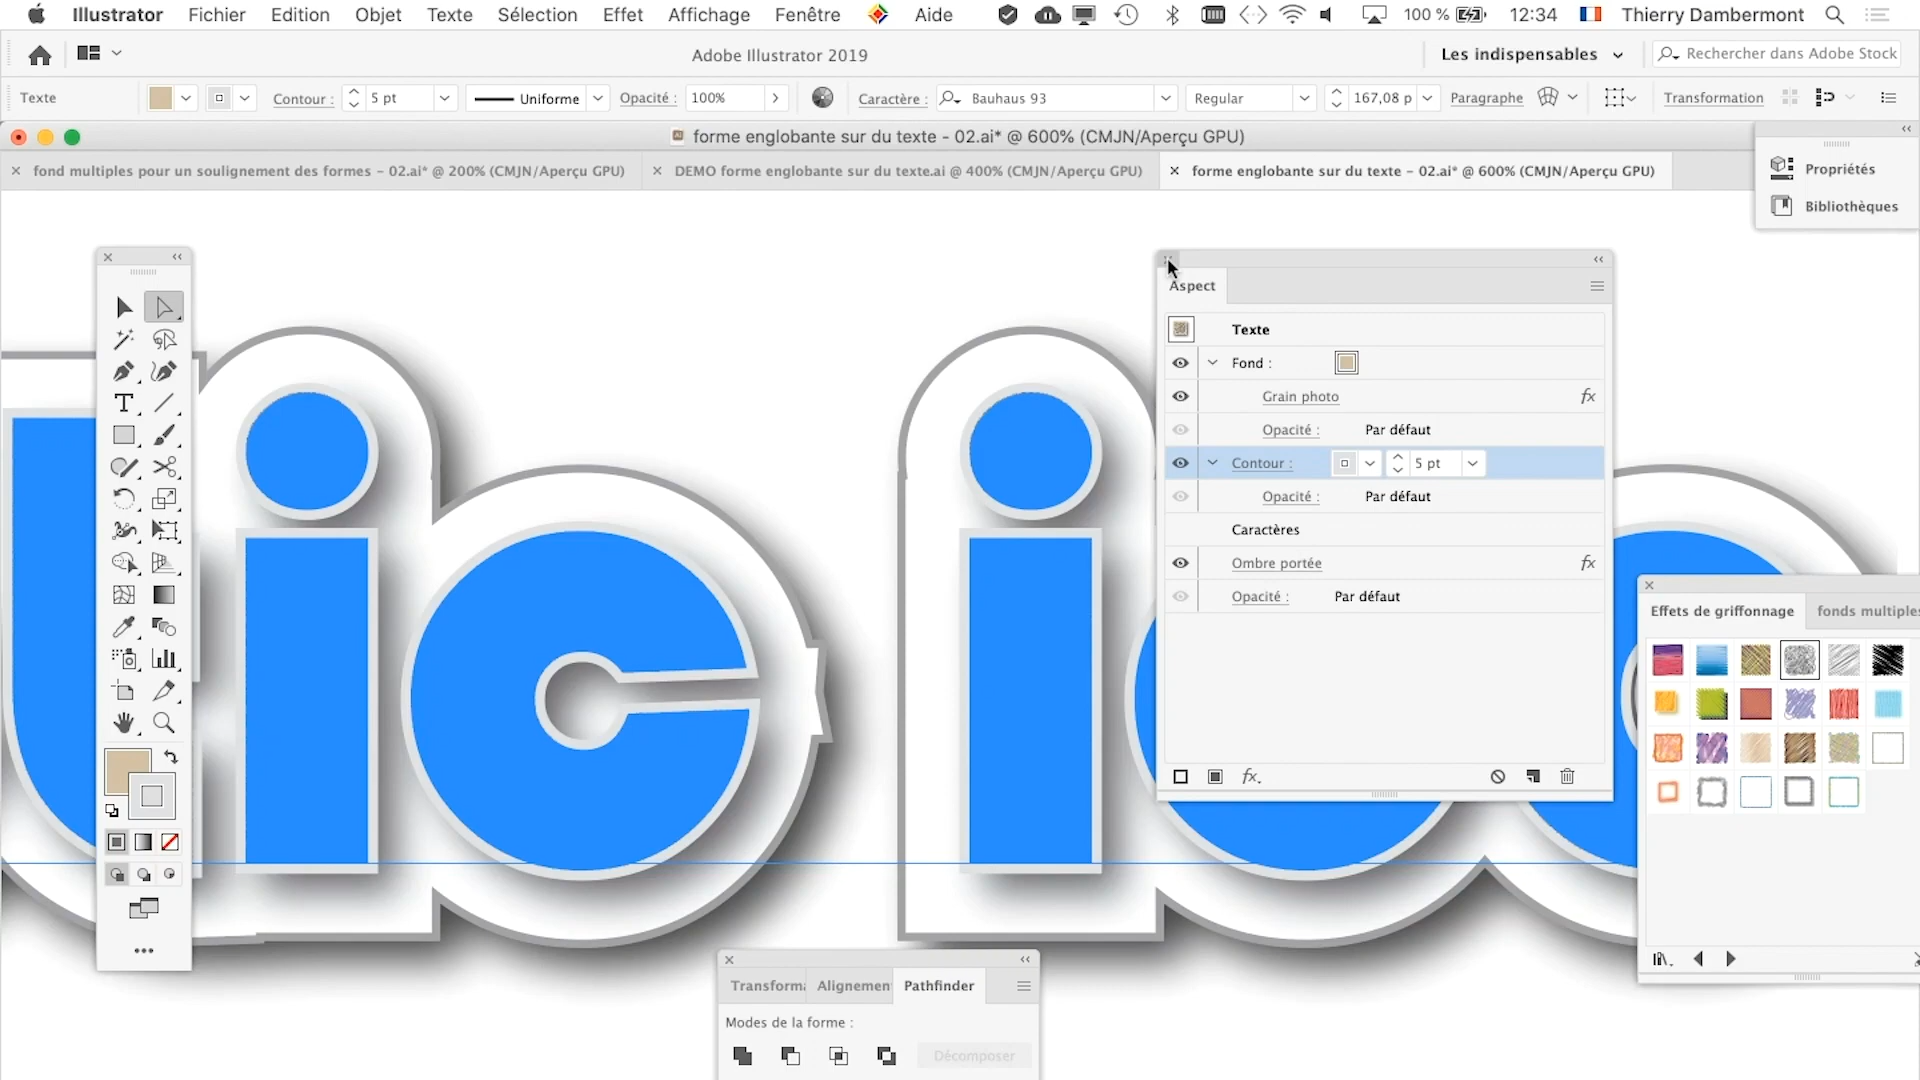 Illustrator Fichier Edition Objet Texte Sélection Effet Affichage Fenêtre Aide 100 % 12:34 Thierry Dambermont
Adobe Illustrator 2019
Les indispensables
Rechercher dans Adobe Stock
Texte Contour : 5 pt Uniforme Opacité : 100% Caractère : Bauhaus 93 Regular 167,08 p Paragraphe Transformation
forme englobante sur du texte - 02.ai* @ 600% (CMJN/Aperçu GPU)
fond multiples pour un soulignement des formes - 02.ai* @ 200% (CMJN/Aperçu GPU)
DEMO forme englobante sur du texte.ai @ 400% (CMJN/Aperçu GPU)
forme englobante sur du texte - 02.ai* @ 600% (CMJN/Aperçu GPU)
Propriétés
Bibliothèques
Aspect
Texte
Fond :
Grain photo fx
Opacité : Par défaut
Contour : 5 pt
Opacité : Par défaut
Caractères
Ombre portée fx
Opacité : Par défaut
fx.
Effets de griffonnage fonds multiples
ic
Transforma Alignemen Pathfinder
Modes de la forme :
Décomposer